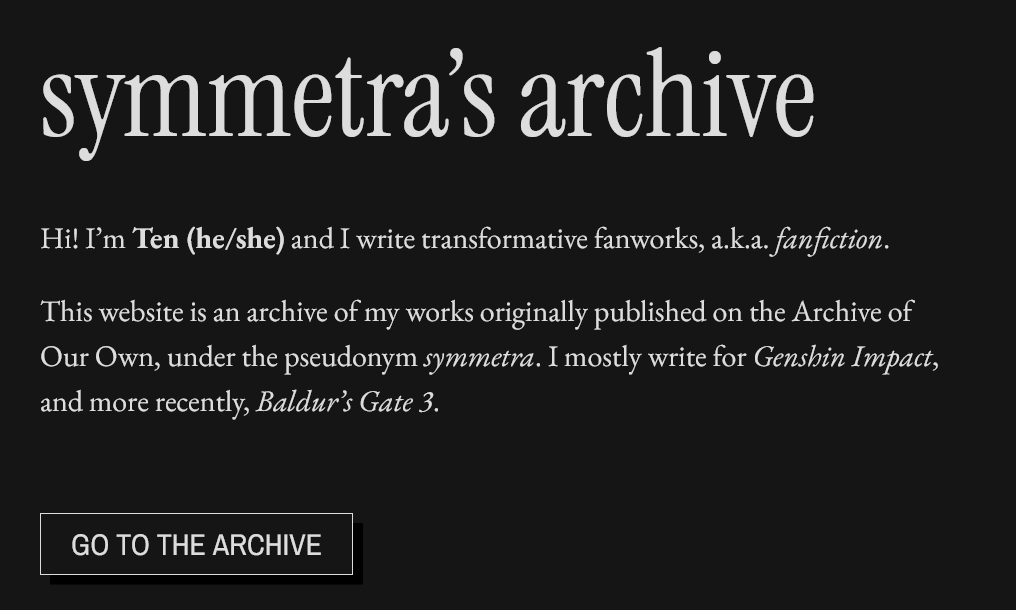 symmetra’s archive
Hi! I’m Ten (he/she) and I write transformative fanworks, a.k.a. fanfiction.
This website is an archive of my works originally published on the Archive of
Our Own, under the pseudonym symmetra. I mostly write for Genshin Impact,
and more recently, Baldur’s Gate 3.
GO TO THE ARCHIVE